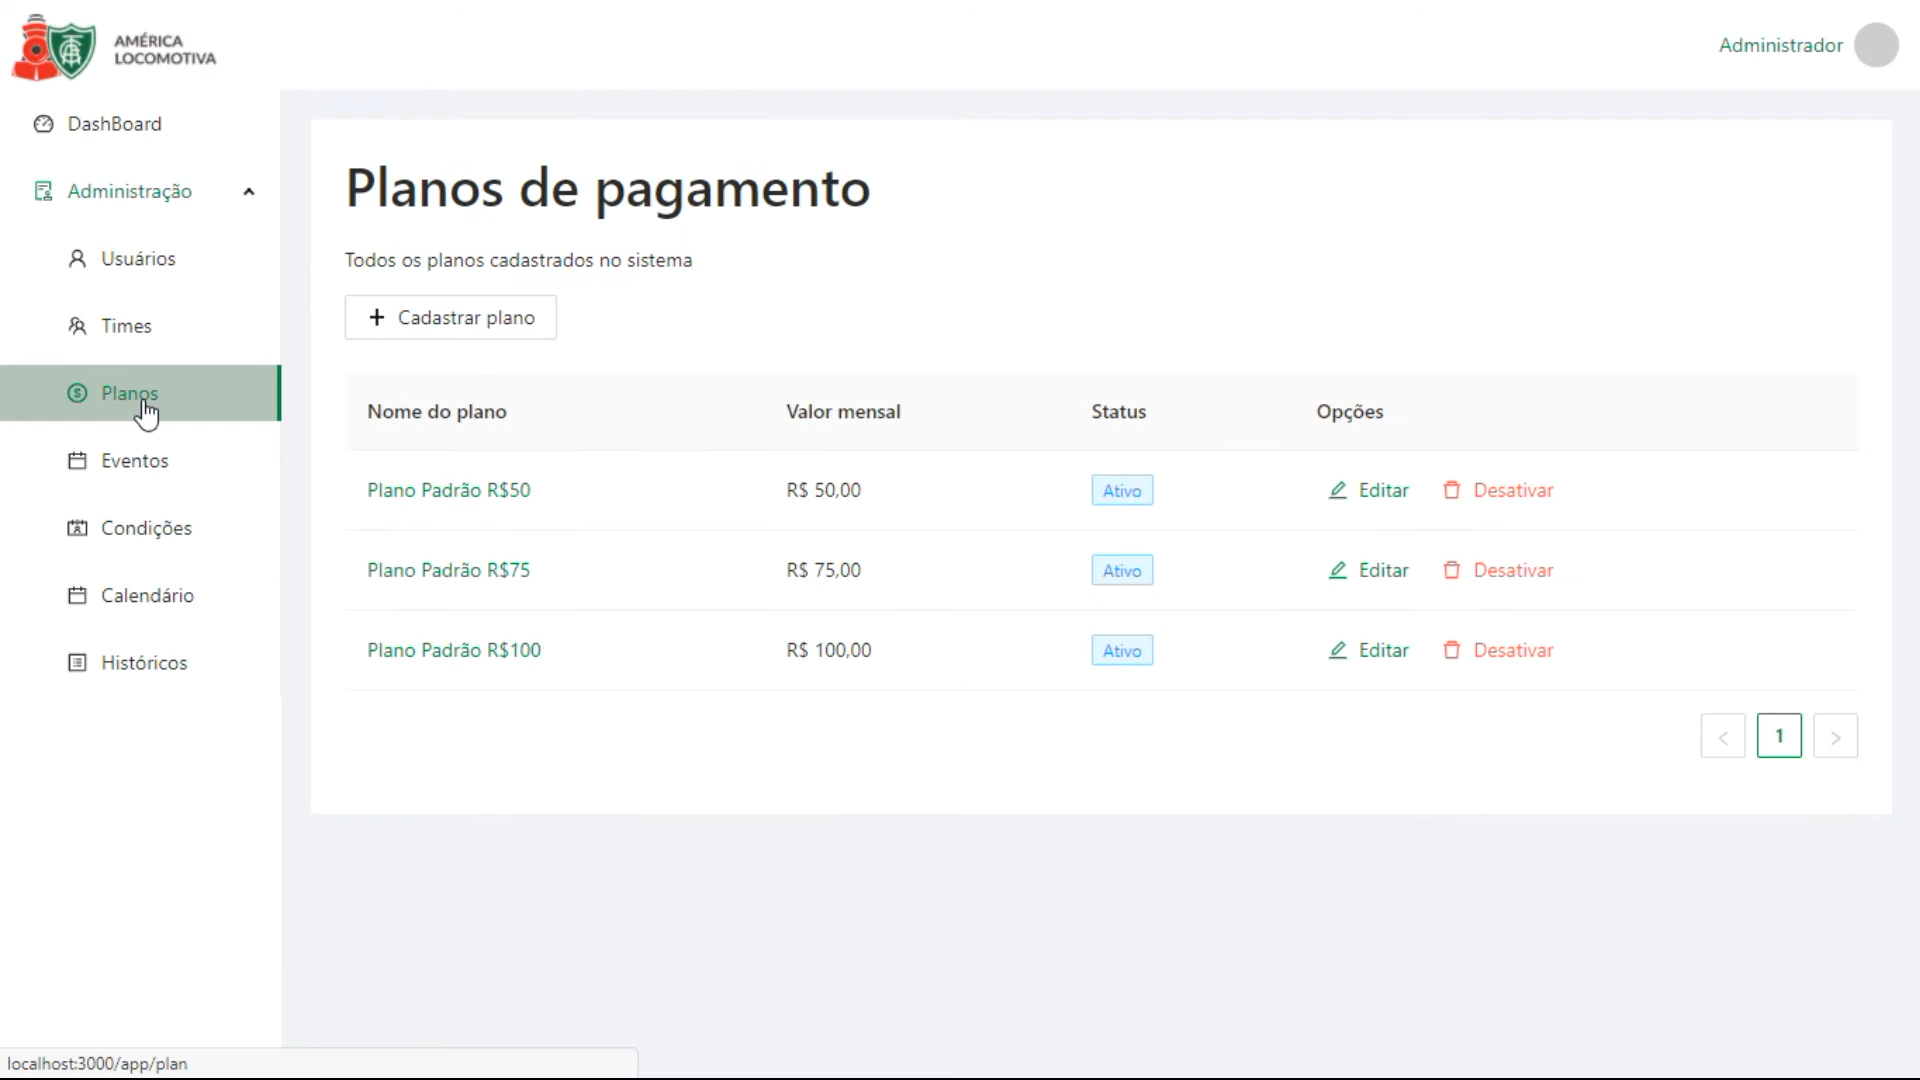 AMÉRICA
LOCOMOTIVA
Administrador
DashBoard
Administração
Usuários
Times
Planos
Eventos
Condições
Calendário
Históricos
Planos de pagamento
Todos os planos cadastrados no sistema
+ Cadastrar plano
Nome do plano Valor mensal Status Opções
Plano Padrão R$50 R$ 50,00 Ativo Editar Desativar
Plano Padrão R$75 R$ 75,00 Ativo Editar Desativar
Plano Padrão R$100 R$ 100,00 Ativo Editar Desativar
< 1 >
localhost:3000/app/plan